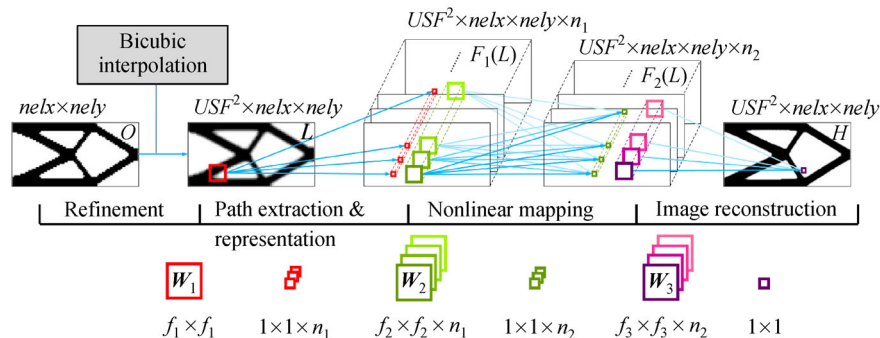 USF²×nelx×nely×n₁
Bicubic
interpolation
F₁(L)
USF²×nelx×nely×n₂
F₂(L)
nelx×nely
USF²×nelx×nely
USF²×nelx×nely
O
L
H
Refinement
Path extraction &
representation
Nonlinear mapping
Image reconstruction
W₁
W₂
W₃
f₁×f₁
1×1×n₁
f₂×f₂×n₁
1×1×n₂
f₃×f₃×n₂
1×1